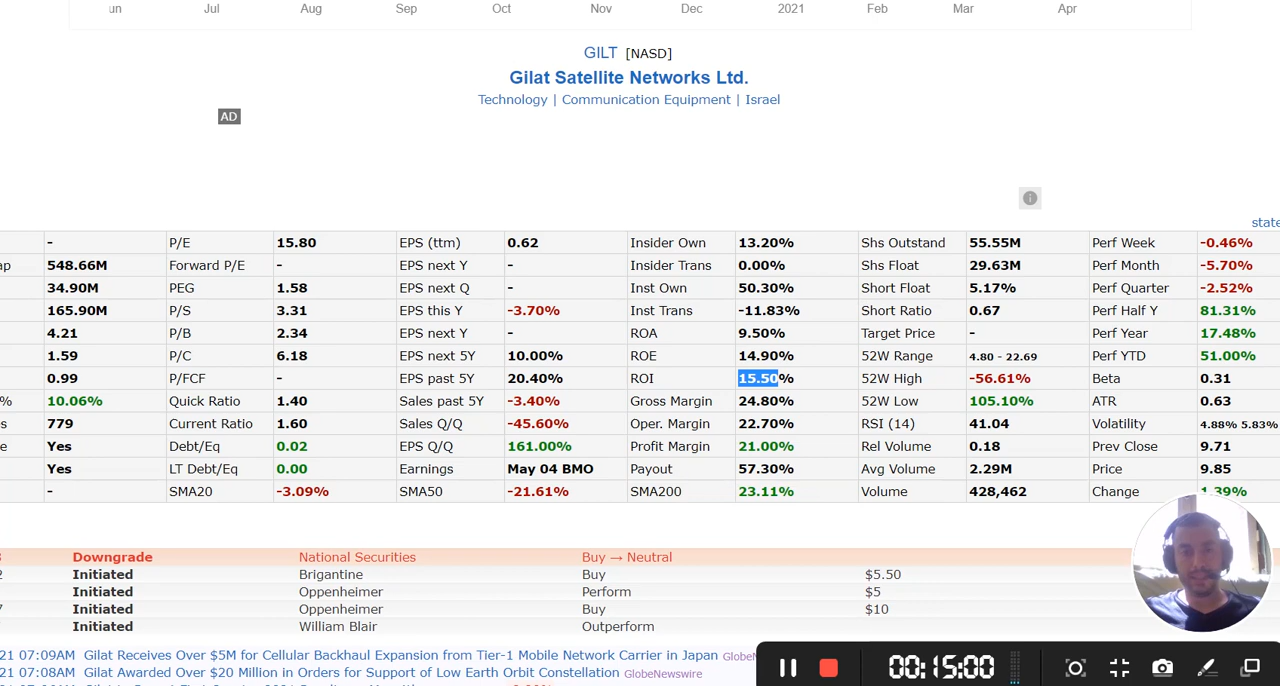 un Jul Aug Sep Oct Nov Dec 2021 Feb Mar Apr
GILT [NASD]
Gilat Satellite Networks Ltd.
Technology | Communication Equipment | Israel
AD
state
- P/E 15.80 EPS (ttm) 0.62 Insider Own 13.20% Shs Outstand 55.55M Perf Week -0.46%
ap 548.66M Forward P/E - EPS next Y - Insider Trans 0.00% Shs Float 29.63M Perf Month -5.70%
34.90M PEG 1.58 EPS next Q - Inst Own 50.30% Short Float 5.17% Perf Quarter -2.52%
165.90M P/S 3.31 EPS this Y -3.70% Inst Trans -11.83% Short Ratio 0.67 Perf Half Y 81.31%
4.21 P/B 2.34 EPS next Y - ROA 9.50% Target Price - Perf Year 17.48%
1.59 P/C 6.18 EPS next 5Y 10.00% ROE 14.90% 52W Range 4.80 - 22.69 Perf YTD 51.00%
0.99 P/FCF - EPS past 5Y 20.40% ROI 15.50% 52W High -56.61% Beta 0.31
% 10.06% Quick Ratio 1.40 Sales past 5Y -3.40% Gross Margin 24.80% 52W Low 105.10% ATR 0.63
s 779 Current Ratio 1.60 Sales Q/Q -45.60% Oper. Margin 22.70% RSI (14) 41.04 Volatility 4.88% 5.83%
e Yes Debt/Eq 0.02 EPS Q/Q 161.00% Profit Margin 21.00% Rel Volume 0.18 Prev Close 9.71
Yes LT Debt/Eq 0.00 Earnings May 04 BMO Payout 57.30% Avg Volume 2.29M Price 9.85
- SMA20 -3.09% SMA50 -21.61% SMA200 23.11% Volume 428,462 Change 1.39%
Downgrade National Securities Buy → Neutral
2 Initiated Brigantine Buy $5.50
Initiated Oppenheimer Perform $5
7 Initiated Oppenheimer Buy $10
Initiated William Blair Outperform
21 07:09AM Gilat Receives Over $5M for Cellular Backhaul Expansion from Tier-1 Mobile Network Carrier in Japan GlobeN
21 07:08AM Gilat Awarded Over $20 Million in Orders for Support of Low Earth Orbit Constellation GlobeNewswire
00:15:00